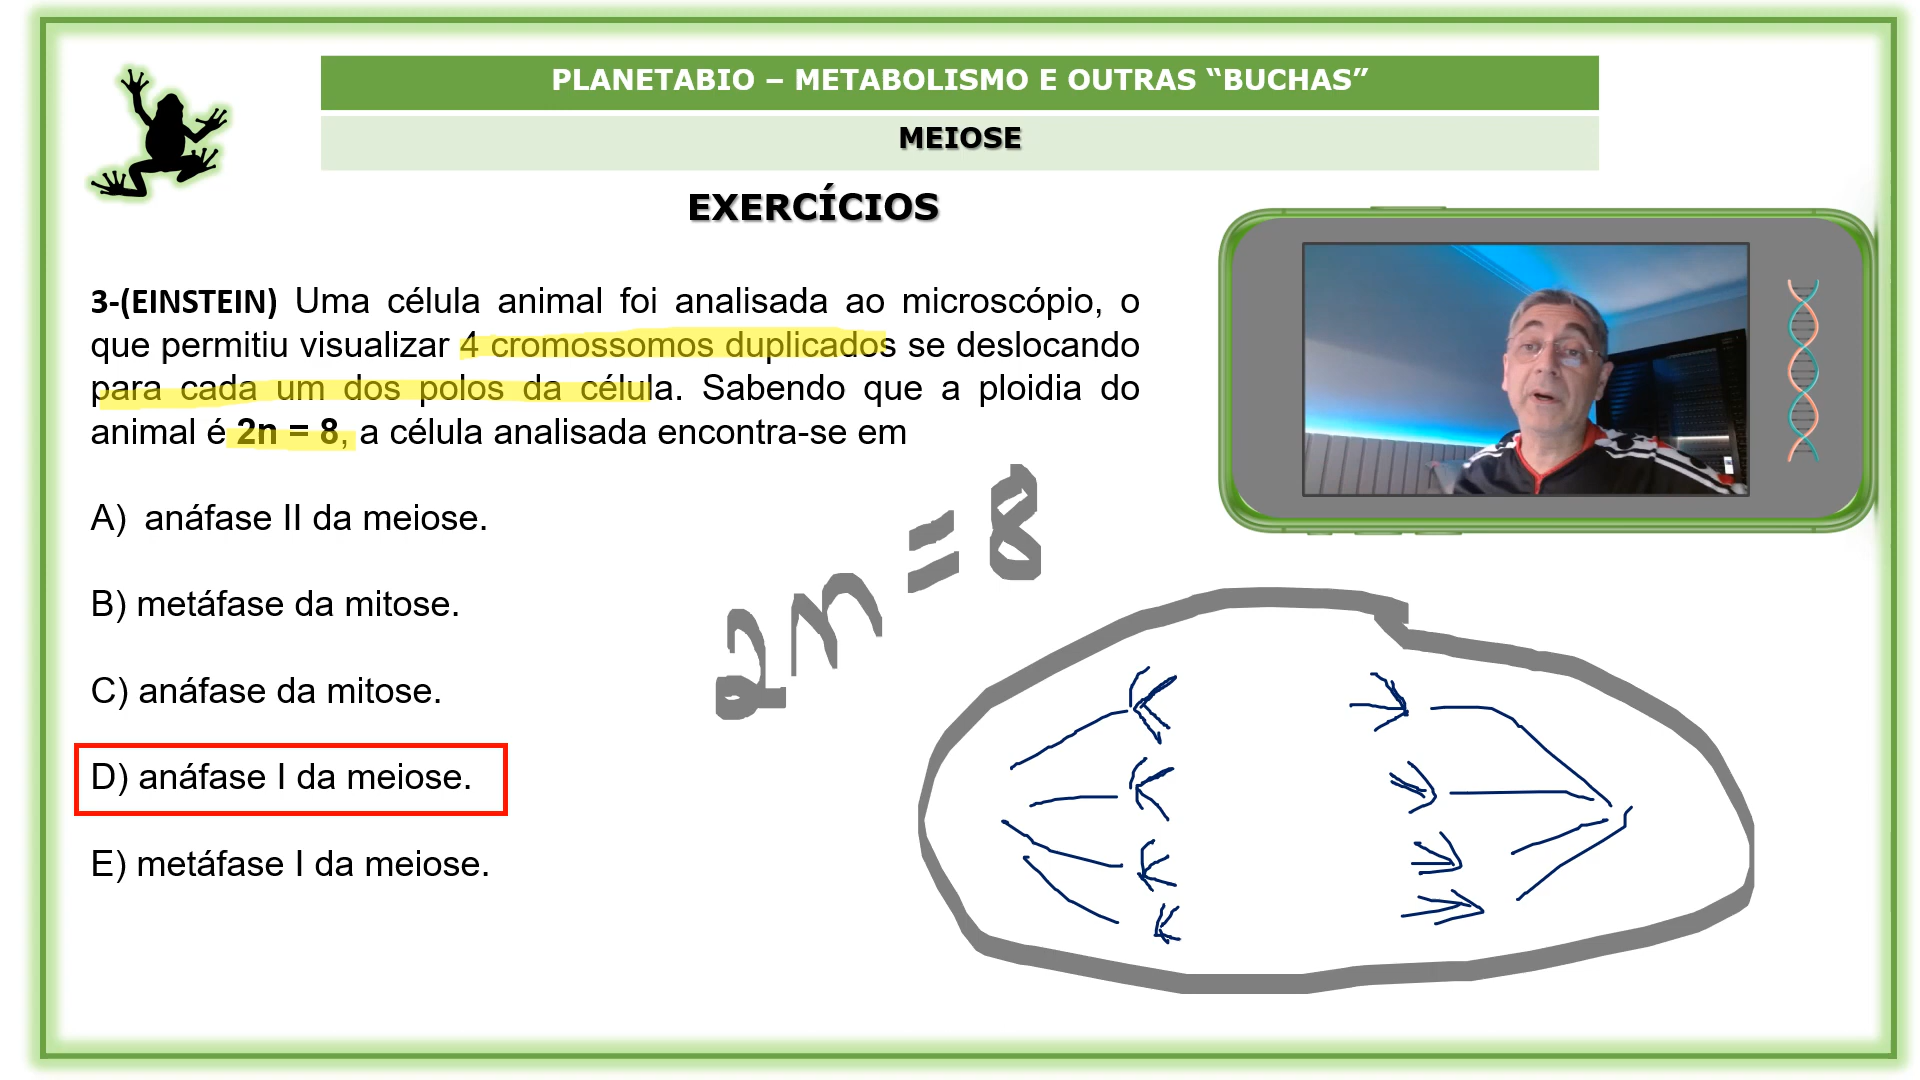 PLANETABIO – METABOLISMO E OUTRAS “BUCHAS”
MEIOSE
EXERCÍCIOS
3-(EINSTEIN) Uma célula animal foi analisada ao microscópio, o
que permitiu visualizar 4 cromossomos duplicados se deslocando
para cada um dos polos da célula. Sabendo que a ploidia do
animal é 2n = 8, a célula analisada encontra-se em
A) anáfase II da meiose.
B) metáfase da mitose.
C) anáfase da mitose.
D) anáfase I da meiose.
E) metáfase I da meiose.
2n=8